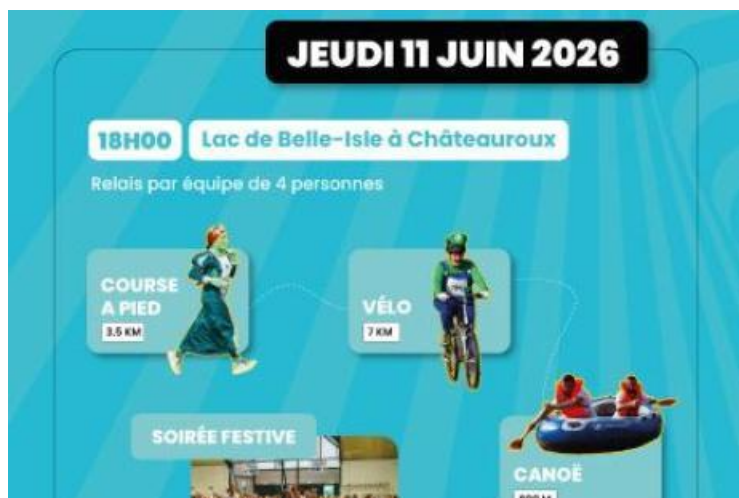 JEUDI 11 JUIN 2026
18H00 Lac de Belle-Isle à Châteauroux
Relais par équipe de 4 personnes
COURSE
A PIED
3,5 KM
VÉLO
7 KM
SOIRÉE FESTIVE
CANOË